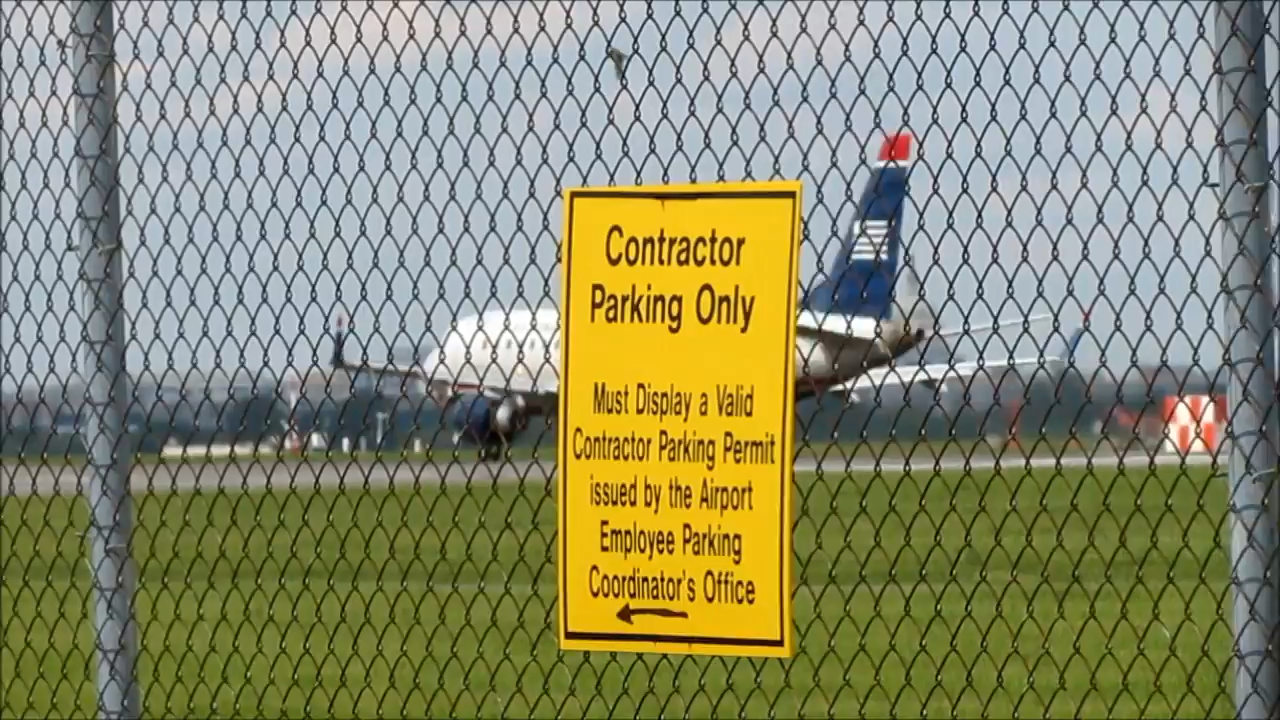 Contractor
Parking Only
Must Display a Valid
Contractor Parking Permit
issued by the Airport
Employee Parking
Coordinator's Office